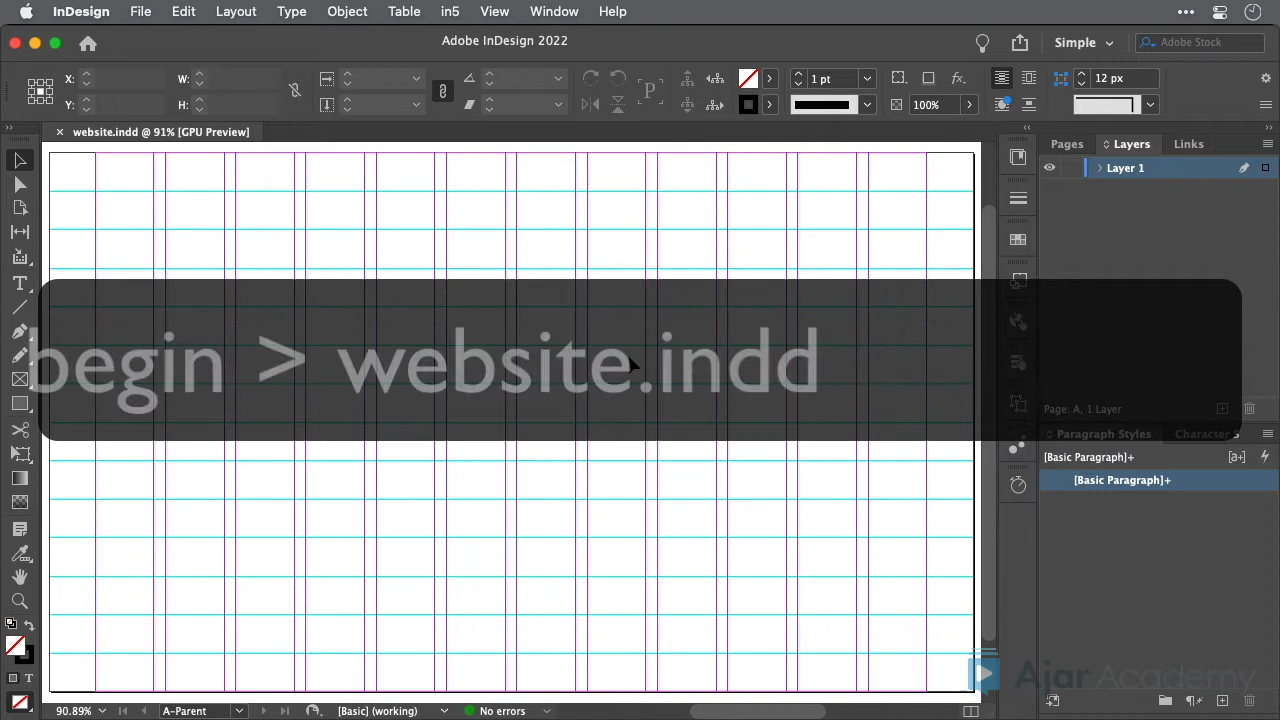 InDesign File Edit Layout Type Object Table in5 View Window Help
Adobe InDesign 2022
Simple
Adobe Stock
X: W: 1 pt 12 px
Y: H: 100%
fx.
P
website.indd @ 91% [GPU Preview]
Pages Layers Links
Layer 1
begin > website.indd
Page: A, 1 Layer
Paragraph Styles Character S
[Basic Paragraph]+
[a+]
[Basic Paragraph]+
T
T
Ajar Academy
90.89% A-Parent [Basic] (working) No errors